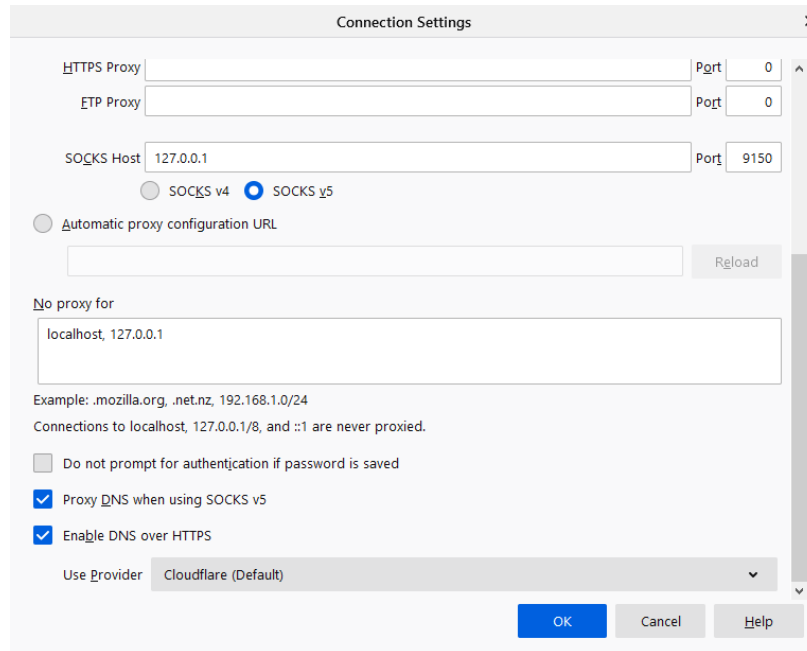 Connection Settings
HTTPS Proxy Port 0
FTP Proxy Port 0
SOCKS Host 127.0.0.1 Port 9150
SOCKS v4 SOCKS v5
Automatic proxy configuration URL
Reload
No proxy for
localhost, 127.0.0.1
Example: .mozilla.org, .net.nz, 192.168.1.0/24
Connections to localhost, 127.0.0.1/8, and ::1 are never proxied.
Do not prompt for authentication if password is saved
Proxy DNS when using SOCKS v5
Enable DNS over HTTPS
Use Provider Cloudflare (Default)
OK Cancel Help